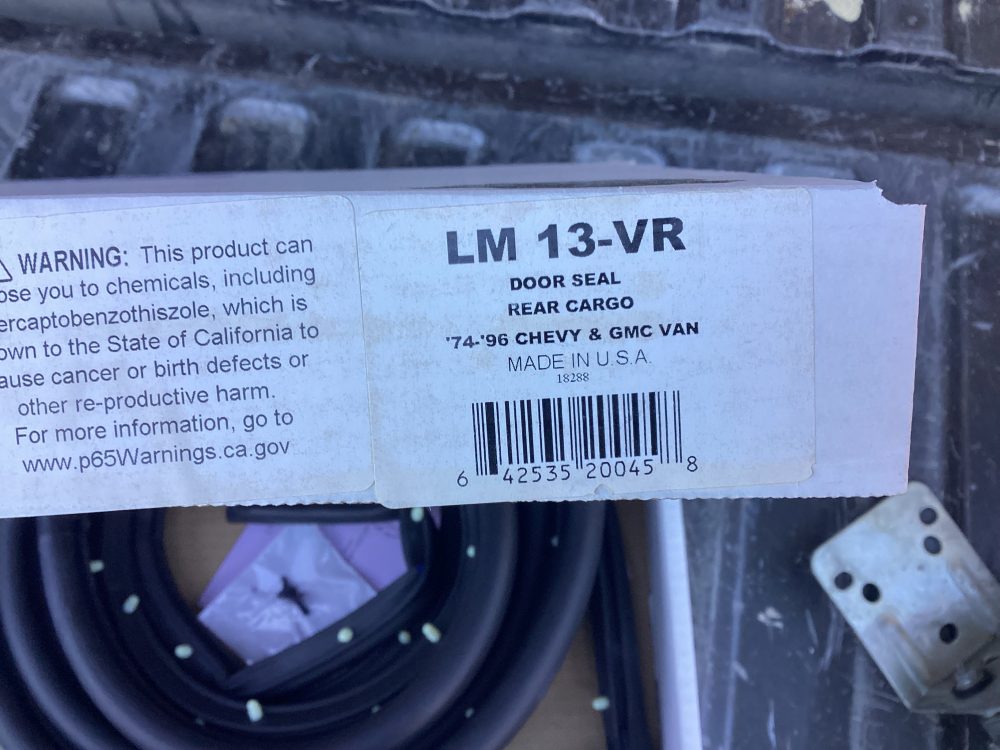 WARNING: This product can
ose you to chemicals, including
ercaptobenzothiszole, which is
own to the State of California to
ause cancer or birth defects or
other re-productive harm.
For more information, go to
www.p65Warnings.ca.gov
LM 13-VR
DOOR SEAL
REAR CARGO
'74-'96 CHEVY & GMC VAN
MADE IN U.S.A.
18288
6 42535 20045 8